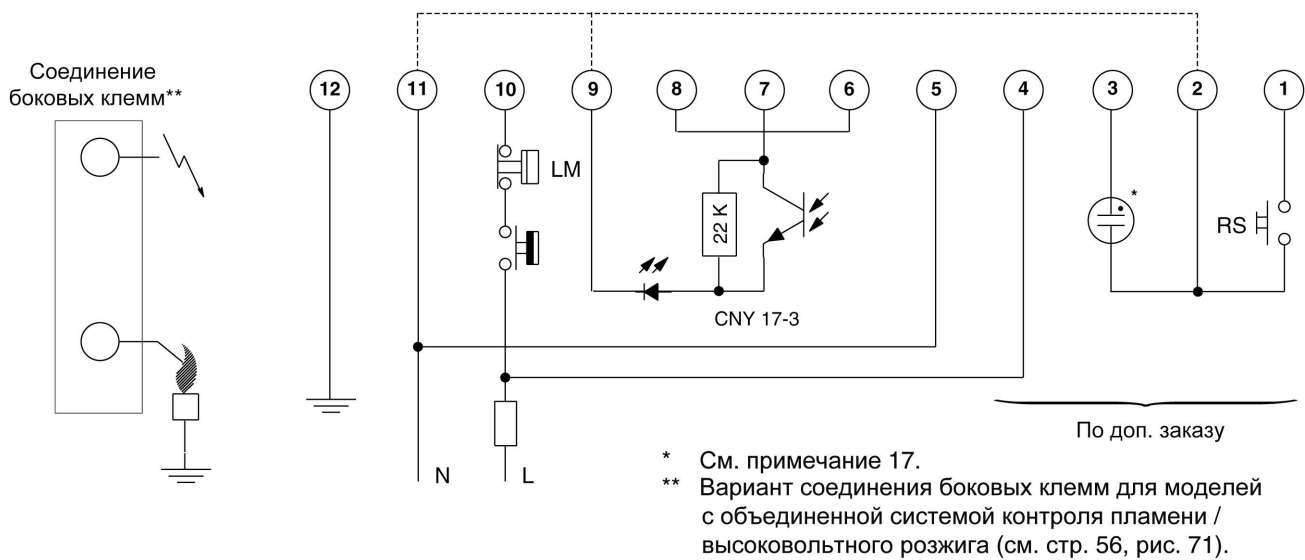 Соединение
боковых клемм**
12 11 10 9 8 7 6 5 4 3 2 1
LM
22 K
*
RS
CNY 17-3
По доп. заказу
N L
* См. примечание 17.
** Вариант соединения боковых клемм для моделей
с объединенной системой контроля пламени /
высоковольтного розжига (см. стр. 56, рис. 71).